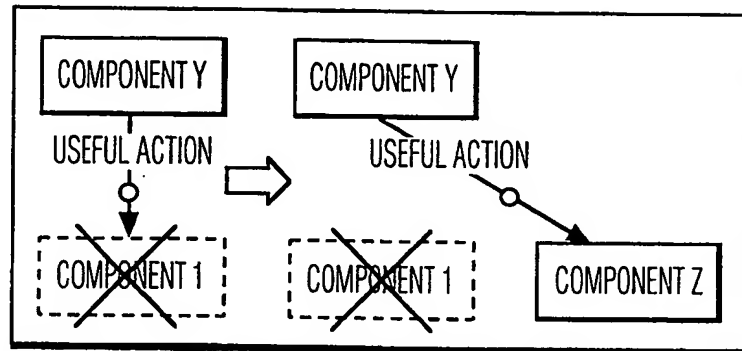 COMPONENT Y
USEFUL ACTION
COMPONENT 1
COMPONENT Y
USEFUL ACTION
COMPONENT 1
COMPONENT Z